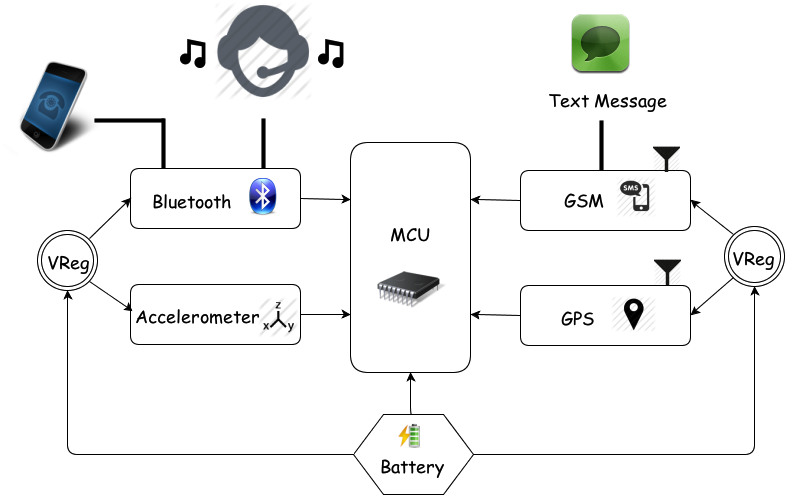 Text Message
Bluetooth
GSM
SMS
MCU
VReg
VReg
Accelerometer
z
x
y
GPS
Battery